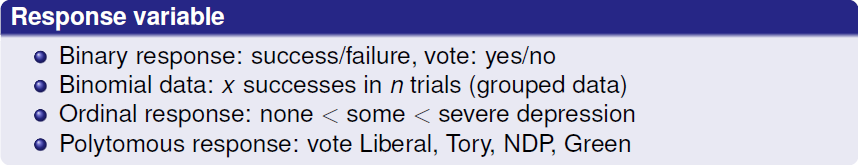 Response variable
Binary response: success/failure, vote: yes/no
Binomial data: x successes in n trials (grouped data)
Ordinal response: none < some < severe depression
Polytomous response: vote Liberal, Tory, NDP, Green